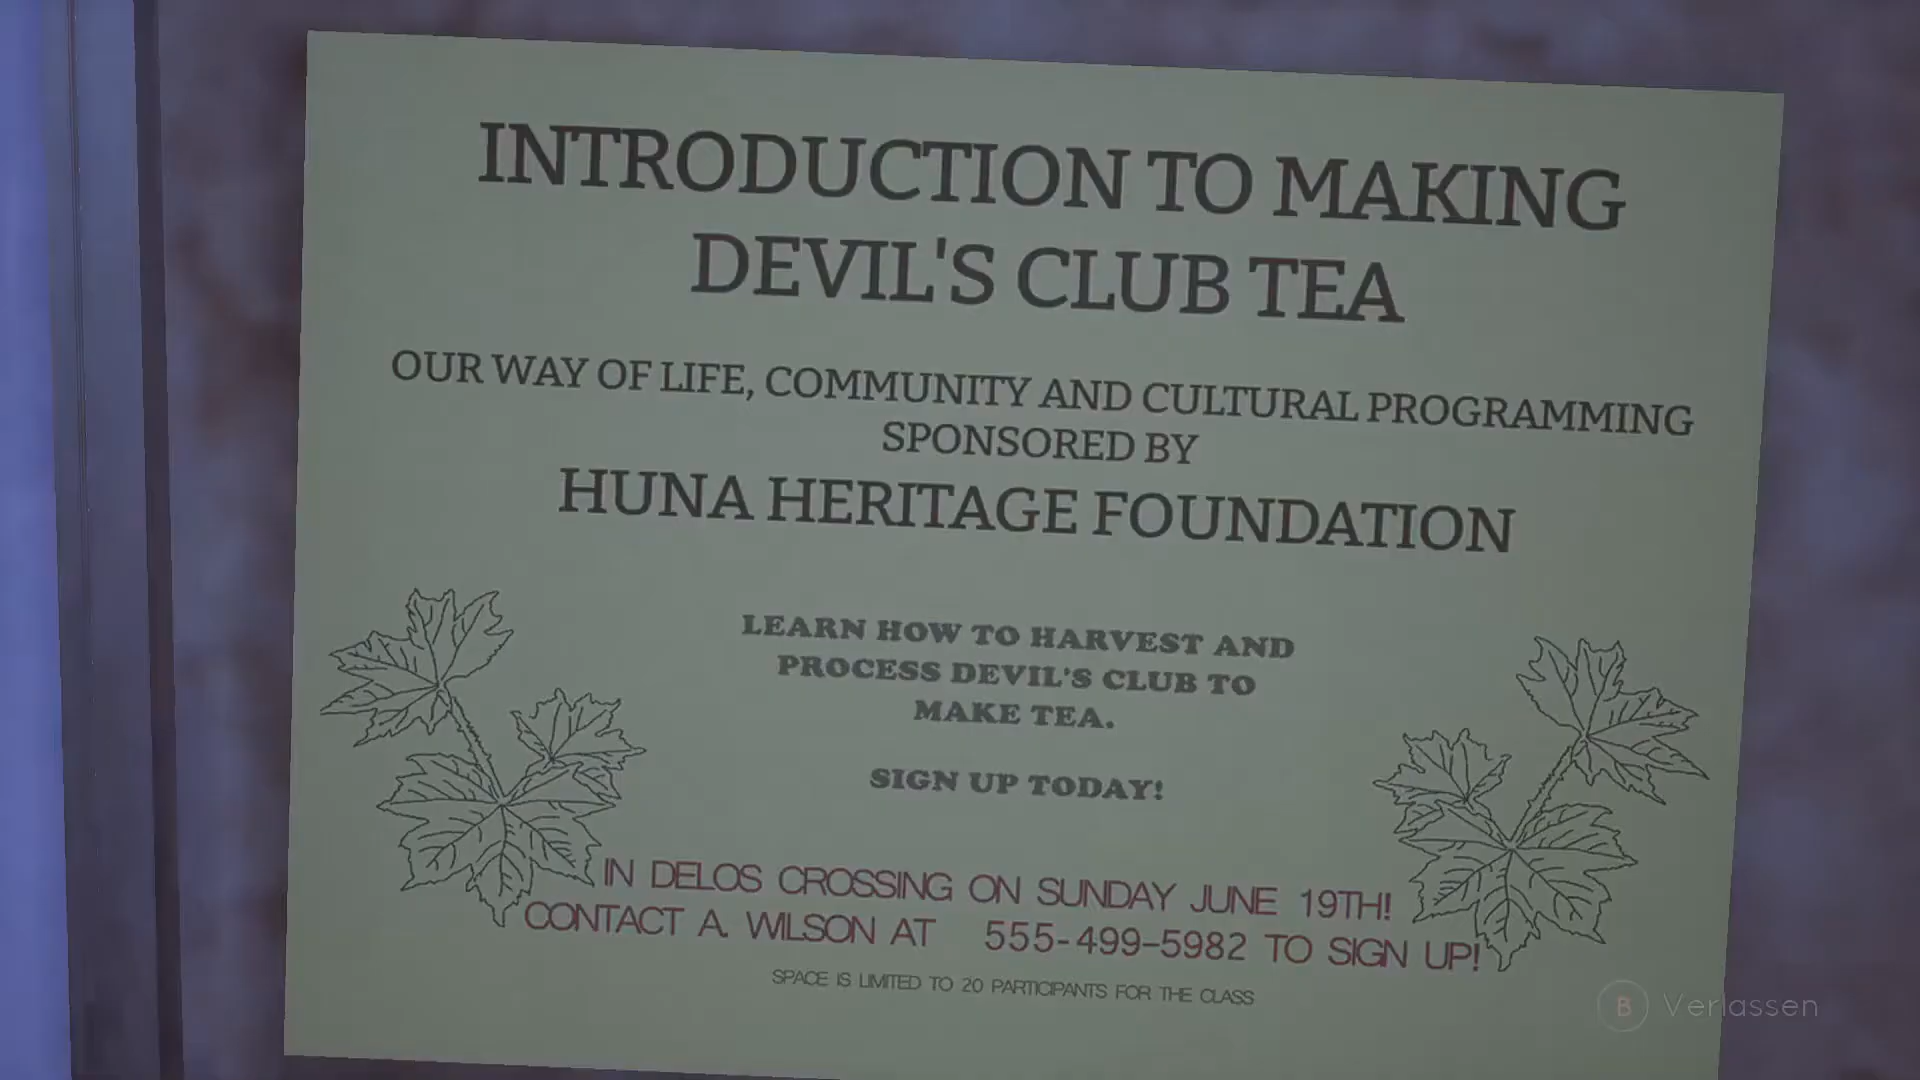 INTRODUCTION TO MAKING
DEVIL'S CLUB TEA
OUR WAY OF LIFE, COMMUNITY AND CULTURAL PROGRAMMING
SPONSORED BY
HUNA HERITAGE FOUNDATION
LEARN HOW TO HARVEST AND
PROCESS DEVIL'S CLUB TO
MAKE TEA.
SIGN UP TODAY!
IN DELOS CROSSING ON SUNDAY JUNE 19TH!
CONTACT A. WILSON AT 555-499-5982 TO SIGN UP!
SPACE IS LIMITED TO 20 PARTICIPANTS FOR THE CLASS
B Verlassen